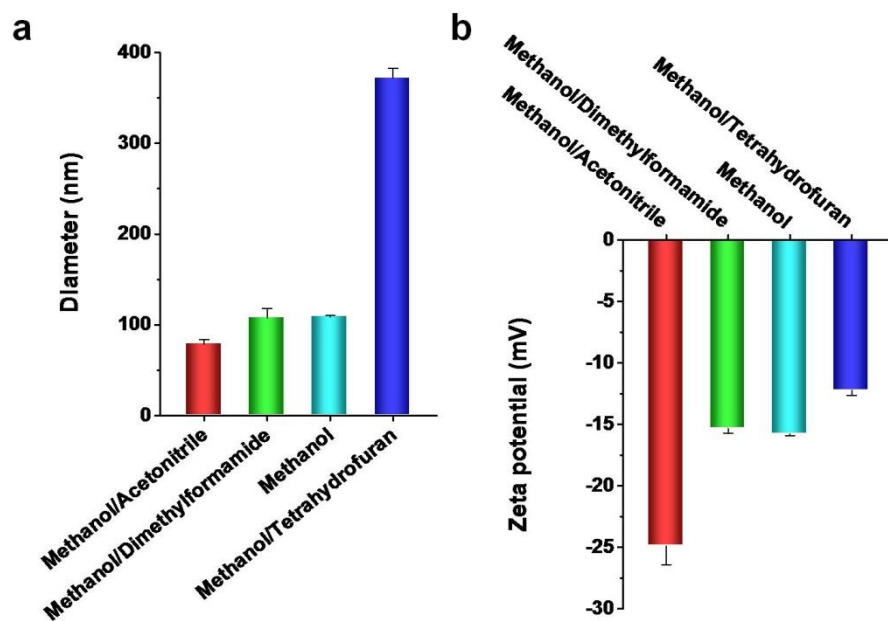 a
400
300
200
100
0
Diameter (nm)
Methanol/Acetonitrile
Methanol/Dimethylformamide
Methanol
Methanol/Tetrahydrofuran
b
Methanol/Acetonitrile
Methanol/Dimethylformamide
Methanol
Methanol/Tetrahydrofuran
0
-5
-10
-15
-20
-25
-30
Zeta potential (mV)